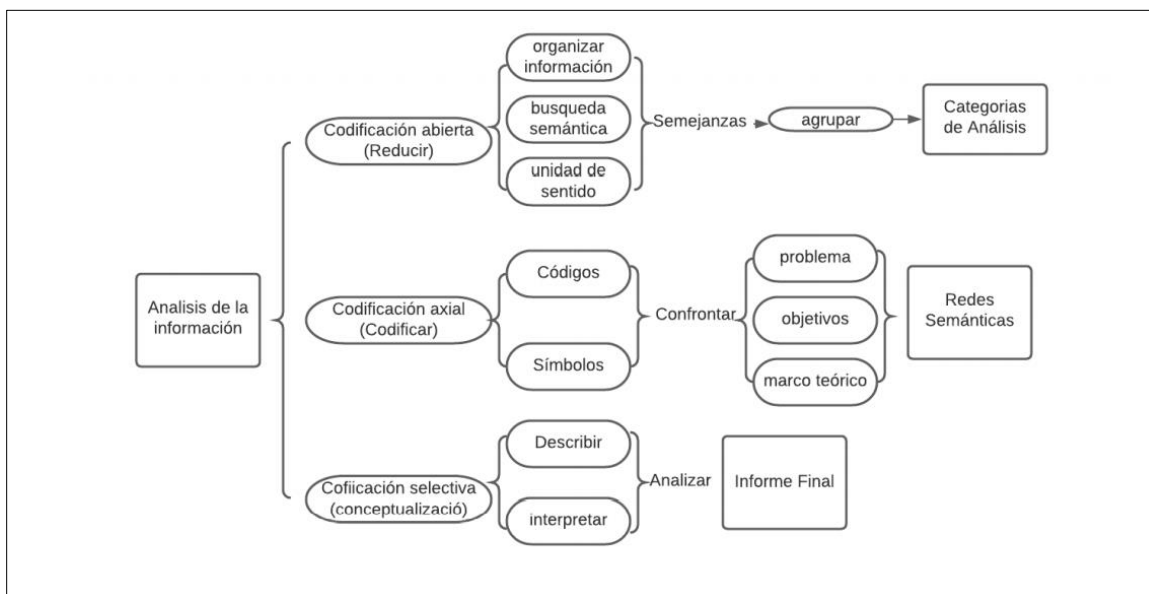 Analisis de la
información
Codificación abierta
(Reducir)
organizar
información
busqueda
semántica
unidad de
sentido
Semejanzas
agrupar
Categorias
de Análisis
Codificación axial
(Codificar)
Códigos
Símbolos
Confrontar
problema
objetivos
marco teórico
Redes
Semánticas
Cofiicación selectiva
(conceptualizació)
Describir
interpretar
Analizar
Informe Final